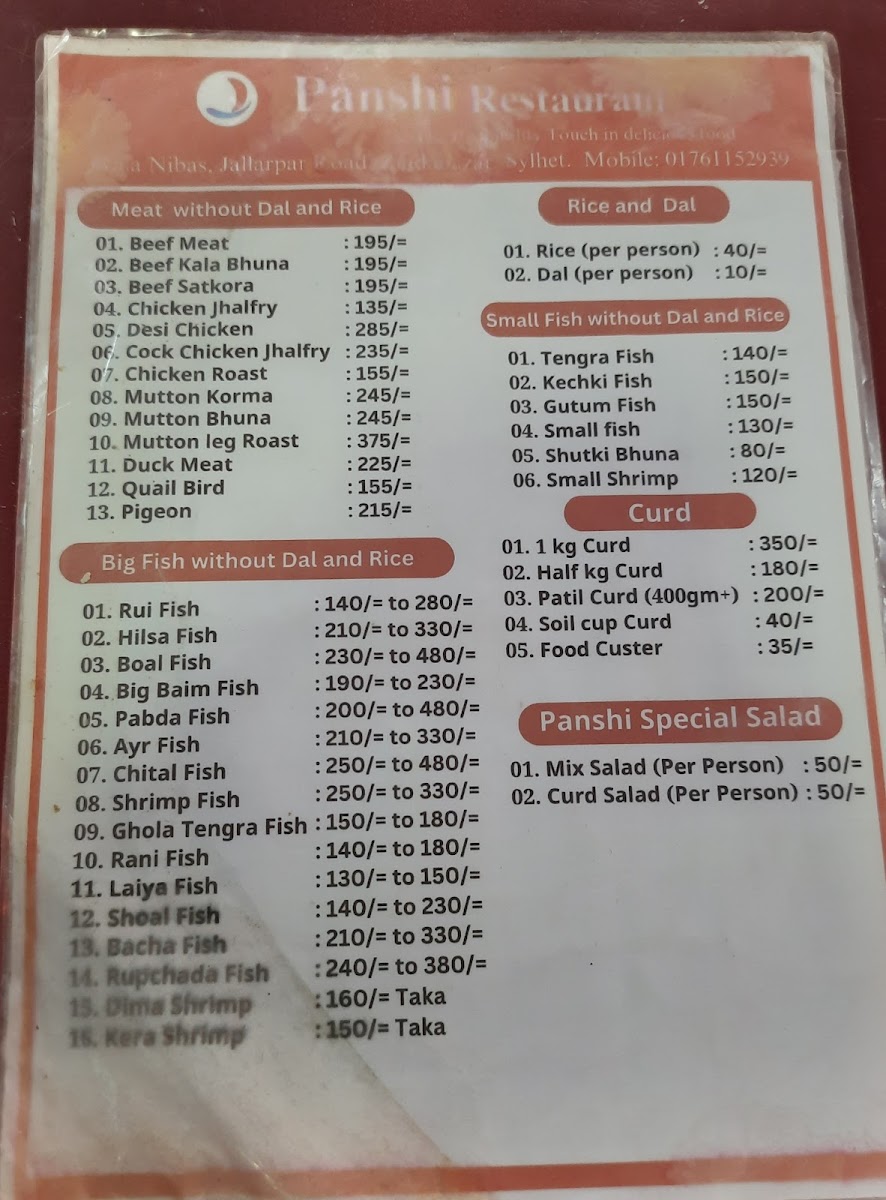 Panshi Restaurant
Touch in delicious food
Nibas, Jallarpar Road, Sylhet. Mobile: 01761152939
Meat without Dal and Rice
01. Beef Meat : 195/=
02. Beef Kala Bhuna : 195/=
03. Beef Satkora : 195/=
04. Chicken Jhalfry : 135/=
05. Desi Chicken : 285/=
06. Cock Chicken Jhalfry : 235/=
07. Chicken Roast : 155/=
08. Mutton Korma : 245/=
09. Mutton Bhuna : 245/=
10. Mutton leg Roast : 375/=
11. Duck Meat : 225/=
12. Quail Bird : 155/=
13. Pigeon : 215/=
Big Fish without Dal and Rice
01. Rui Fish : 140/= to 280/=
02. Hilsa Fish : 210/= to 330/=
03. Boal Fish : 230/= to 480/=
04. Big Baim Fish : 190/= to 230/=
05. Pabda Fish : 200/= to 480/=
06. Ayr Fish : 210/= to 330/=
07. Chital Fish : 250/= to 480/=
08. Shrimp Fish : 250/= to 330/=
09. Ghola Tengra Fish : 150/= to 180/=
10. Rani Fish : 140/= to 180/=
11. Laiya Fish : 130/= to 150/=
12. Shoal Fish : 140/= to 230/=
13. Bacha Fish : 210/= to 330/=
14. Rupchada Fish : 240/= to 380/=
15. Dima Shrimp : 160/= Taka
16. Kera Shrimp : 150/= Taka
Rice and Dal
01. Rice (per person) : 40/=
02. Dal (per person) : 10/=
Small Fish without Dal and Rice
01. Tengra Fish : 140/=
02. Kechki Fish : 150/=
03. Gutum Fish : 150/=
04. Small fish : 130/=
05. Shutki Bhuna : 80/=
06. Small Shrimp : 120/=
Curd
01. 1 kg Curd : 350/=
02. Half kg Curd : 180/=
03. Patil Curd (400gm+) : 200/=
04. Soil cup Curd : 40/=
05. Food Custer : 35/=
Panshi Special Salad
01. Mix Salad (Per Person) : 50/=
02. Curd Salad (Per Person) : 50/=